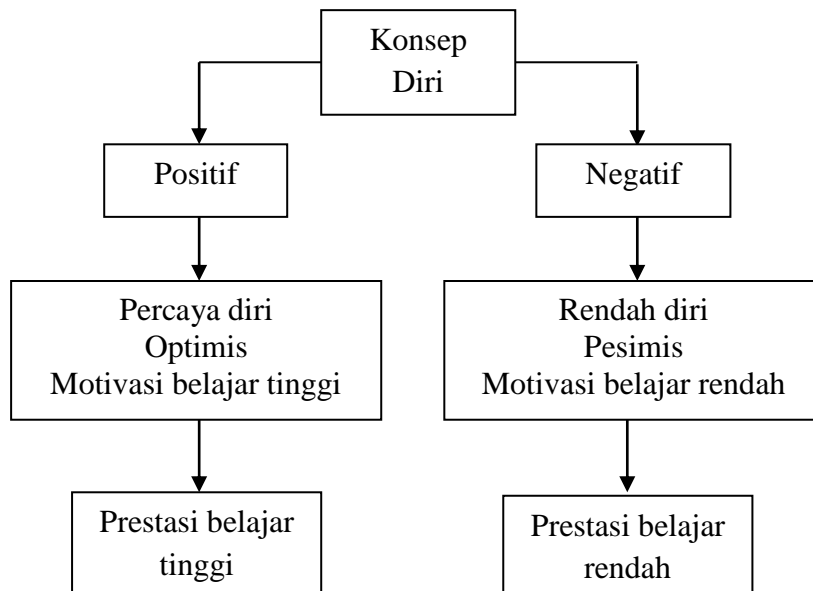 Konsep
Diri
Positif
Negatif
Percaya diri
Optimis
Motivasi belajar tinggi
Rendah diri
Pesimis
Motivasi belajar rendah
Prestasi belajar
tinggi
Prestasi belajar
rendah